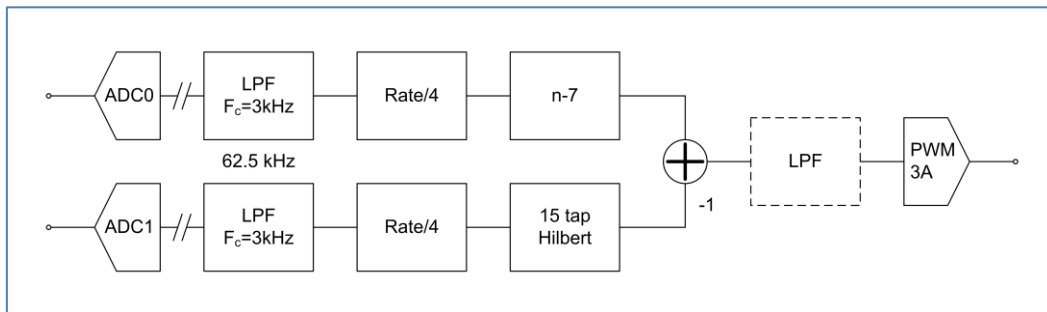 ADC0
LPF
Fc=3kHz
Rate/4
n-7
62.5 kHz
ADC1
LPF
Fc=3kHz
Rate/4
15 tap
Hilbert
-1
LPF
PWM
3A